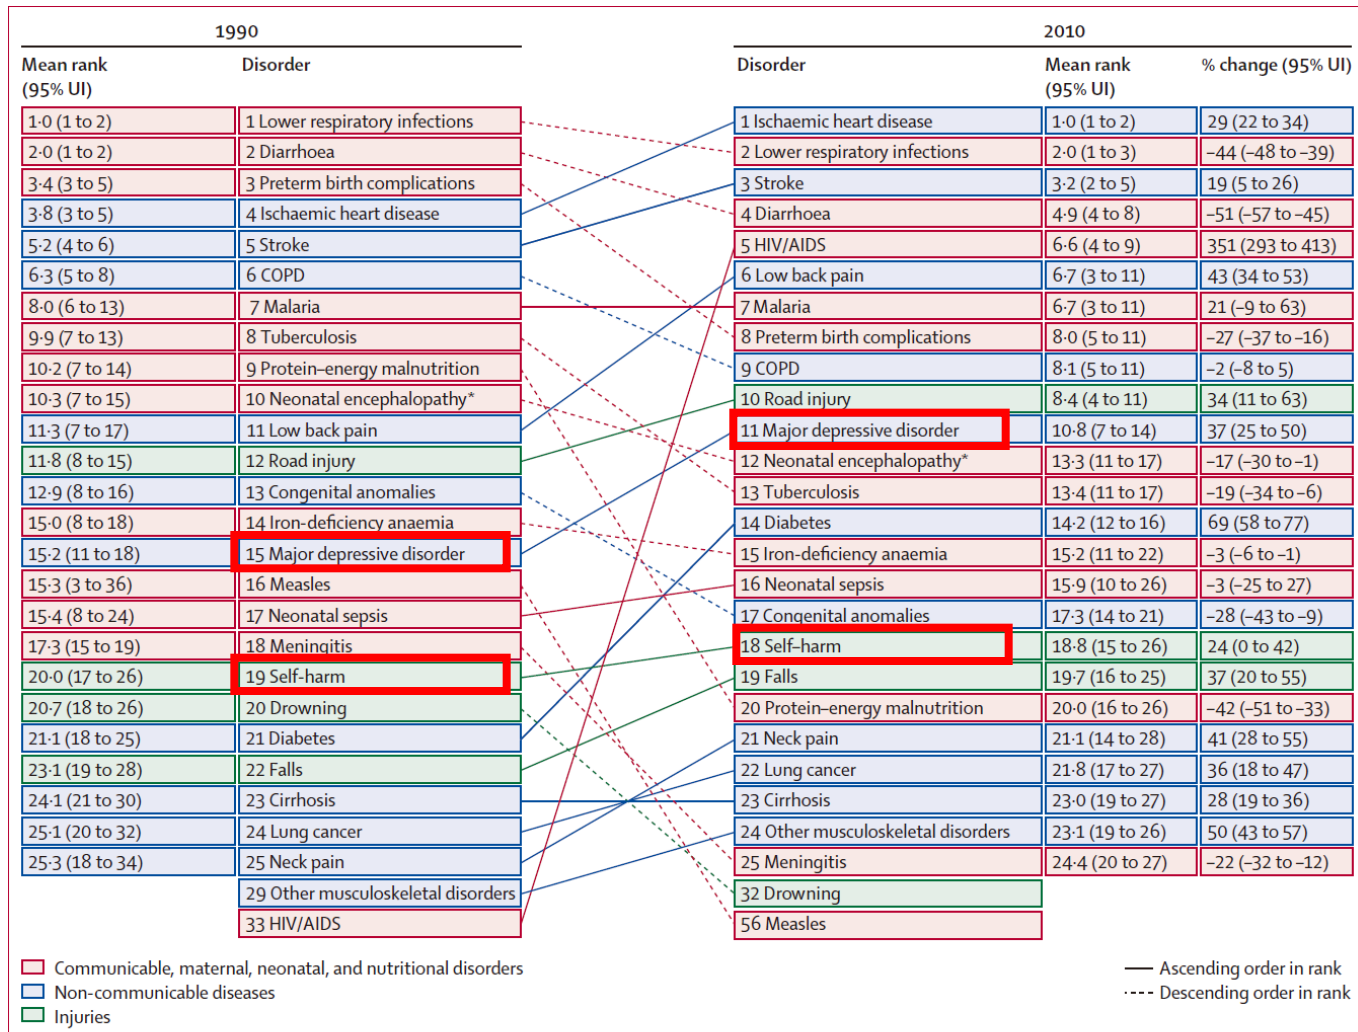 1990
2010
Mean rank (95% UI) Disorder
Disorder Mean rank (95% UI) % change (95% UI)
1·0 (1 to 2) 1 Lower respiratory infections
2·0 (1 to 2) 2 Diarrhoea
3·4 (3 to 5) 3 Preterm birth complications
3·8 (3 to 5) 4 Ischaemic heart disease
5·2 (4 to 6) 5 Stroke
6·3 (5 to 8) 6 COPD
8·0 (6 to 13) 7 Malaria
9·9 (7 to 13) 8 Tuberculosis
10·2 (7 to 14) 9 Protein–energy malnutrition
10·3 (7 to 15) 10 Neonatal encephalopathy*
11·3 (7 to 17) 11 Low back pain
11·8 (8 to 15) 12 Road injury
12·9 (8 to 16) 13 Congenital anomalies
15·0 (8 to 18) 14 Iron-deficiency anaemia
15·2 (11 to 18) 15 Major depressive disorder
15·3 (3 to 36) 16 Measles
15·4 (8 to 24) 17 Neonatal sepsis
17·3 (15 to 19) 18 Meningitis
20·0 (17 to 26) 19 Self-harm
20·7 (18 to 26) 20 Drowning
21·1 (18 to 25) 21 Diabetes
23·1 (19 to 28) 22 Falls
24·1 (21 to 30) 23 Cirrhosis
25·1 (20 to 32) 24 Lung cancer
25·3 (18 to 34) 25 Neck pain
29 Other musculoskeletal disorders
33 HIV/AIDS
1 Ischaemic heart disease 1·0 (1 to 2) 29 (22 to 34)
2 Lower respiratory infections 2·0 (1 to 3) –44 (–48 to –39)
3 Stroke 3·2 (2 to 5) 19 (5 to 26)
4 Diarrhoea 4·9 (4 to 8) –51 (–57 to –45)
5 HIV/AIDS 6·6 (4 to 9) 351 (293 to 413)
6 Low back pain 6·7 (3 to 11) 43 (34 to 53)
7 Malaria 6·7 (3 to 11) 21 (–9 to 63)
8 Preterm birth complications 8·0 (5 to 11) –27 (–37 to –16)
9 COPD 8·1 (5 to 11) –2 (–8 to 5)
10 Road injury 8·4 (4 to 11) 34 (11 to 63)
11 Major depressive disorder 10·8 (7 to 14) 37 (25 to 50)
12 Neonatal encephalopathy* 13·3 (11 to 17) –17 (–30 to –1)
13 Tuberculosis 13·4 (11 to 17) –19 (–34 to –6)
14 Diabetes 14·2 (12 to 16) 69 (58 to 77)
15 Iron-deficiency anaemia 15·2 (11 to 22) –3 (–6 to –1)
16 Neonatal sepsis 15·9 (10 to 26) –3 (–25 to 27)
17 Congenital anomalies 17·3 (14 to 21) –28 (–43 to –9)
18 Self–harm 18·8 (15 to 26) 24 (0 to 42)
19 Falls 19·7 (16 to 25) 37 (20 to 55)
20 Protein–energy malnutrition 20·0 (16 to 26) –42 (–51 to –33)
21 Neck pain 21·1 (14 to 28) 41 (28 to 55)
22 Lung cancer 21·8 (17 to 27) 36 (18 to 47)
23 Cirrhosis 23·0 (19 to 27) 28 (19 to 36)
24 Other musculoskeletal disorders 23·1 (19 to 26) 50 (43 to 57)
25 Meningitis 24·4 (20 to 27) –22 (–32 to –12)
32 Drowning
56 Measles
Communicable, maternal, neonatal, and nutritional disorders
Non-communicable diseases
Injuries
Ascending order in rank
Descending order in rank